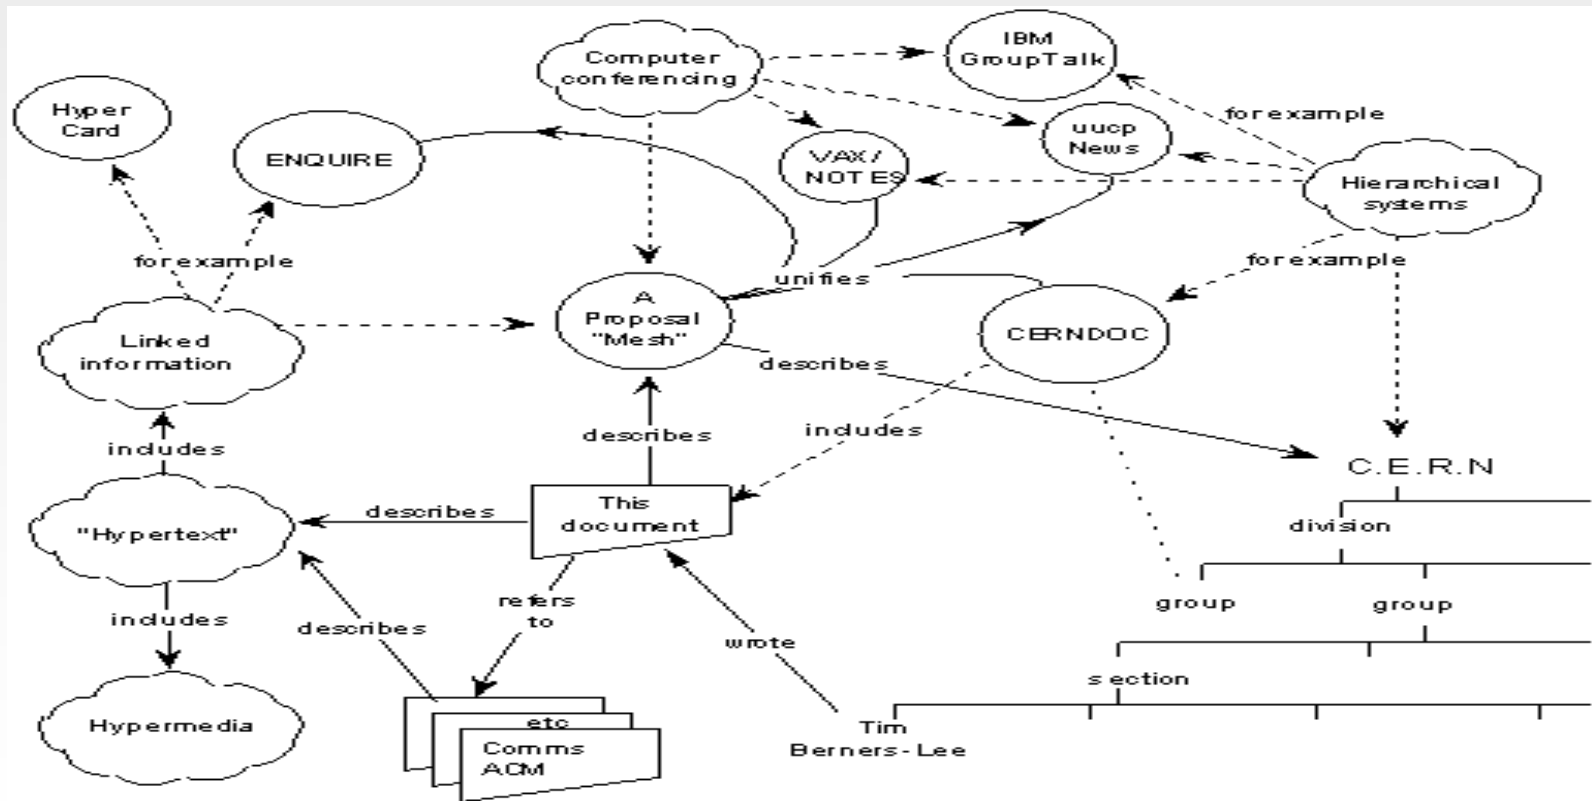 IBM
GroupTalk
Computer
conferencing
Hyper
Card
for example
uucp
News
ENQUIRE
VAX/
NOTES
Hierarchical
systems
for example
for example
unifies
A
Proposal
"Mesh"
CERNDOC
Linked
information
describes
includes
describes
includes
C.E.R.N
"Hypertext"
describes
This
document
division
refers
to
includes
describes
wrote
group
group
section
Hypermedia
etc
Comms
ACM
Tim
Berners-Lee